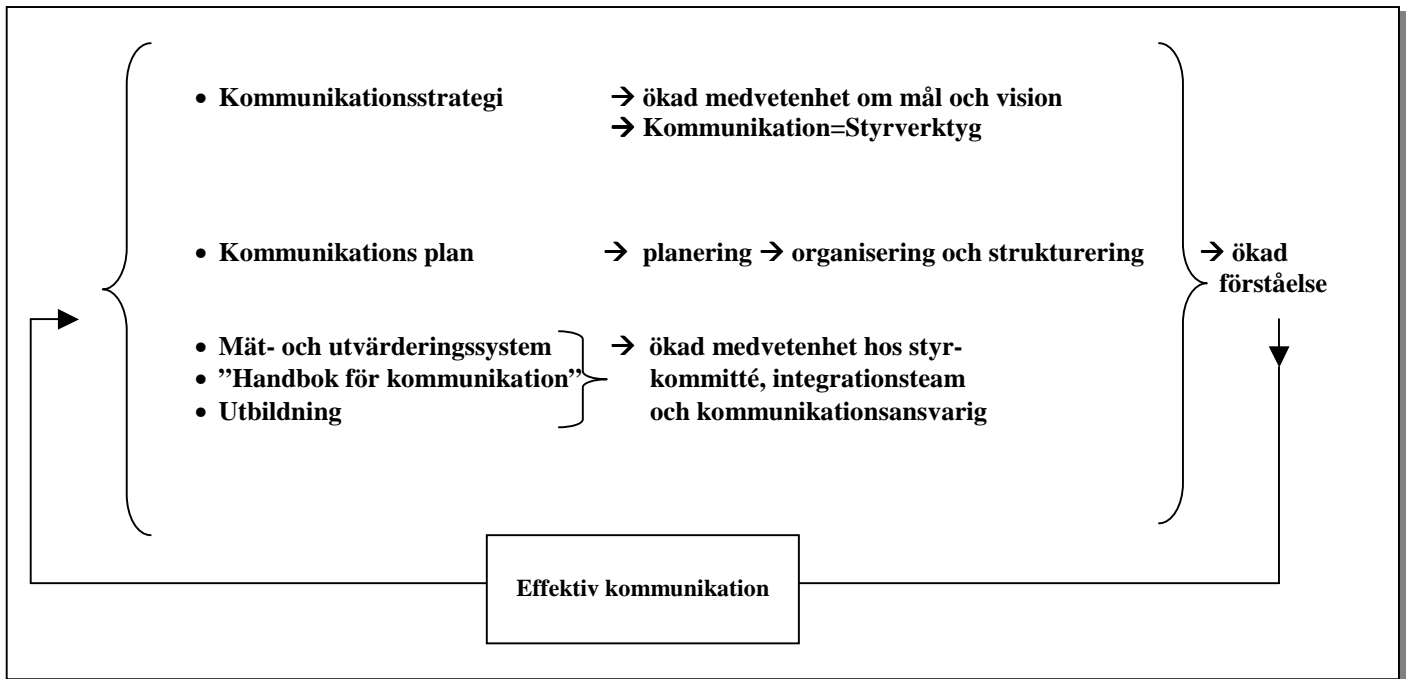 • Kommunikationsstrategi → ökad medvetenhet om mål och vision
→ Kommunikation=Styrverktyg
• Kommunikations plan → planering → organisering och strukturering → ökad
förståelse
• Mät- och utvärderingssystem → ökad medvetenhet hos styr-
• ”Handbok för kommunikation” kommitté, integrationsteam
• Utbildning och kommunikationsansvarig
Effektiv kommunikation